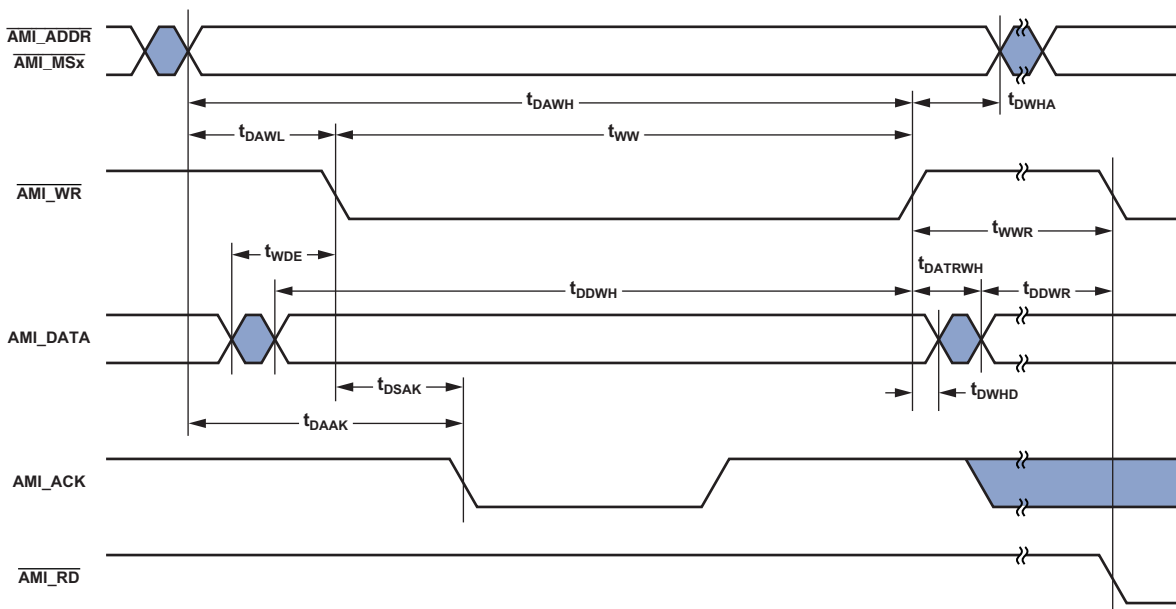 AMI_ADDR
AMI_MSx
tDAWH
tDWHA
tDAWL
tWW
AMI_WR
tWWR
tWDE
tDATRWH
tDDWH
tDDWR
AMI_DATA
tDSAK
tDWHD
tDAAK
AMI_ACK
AMI_RD